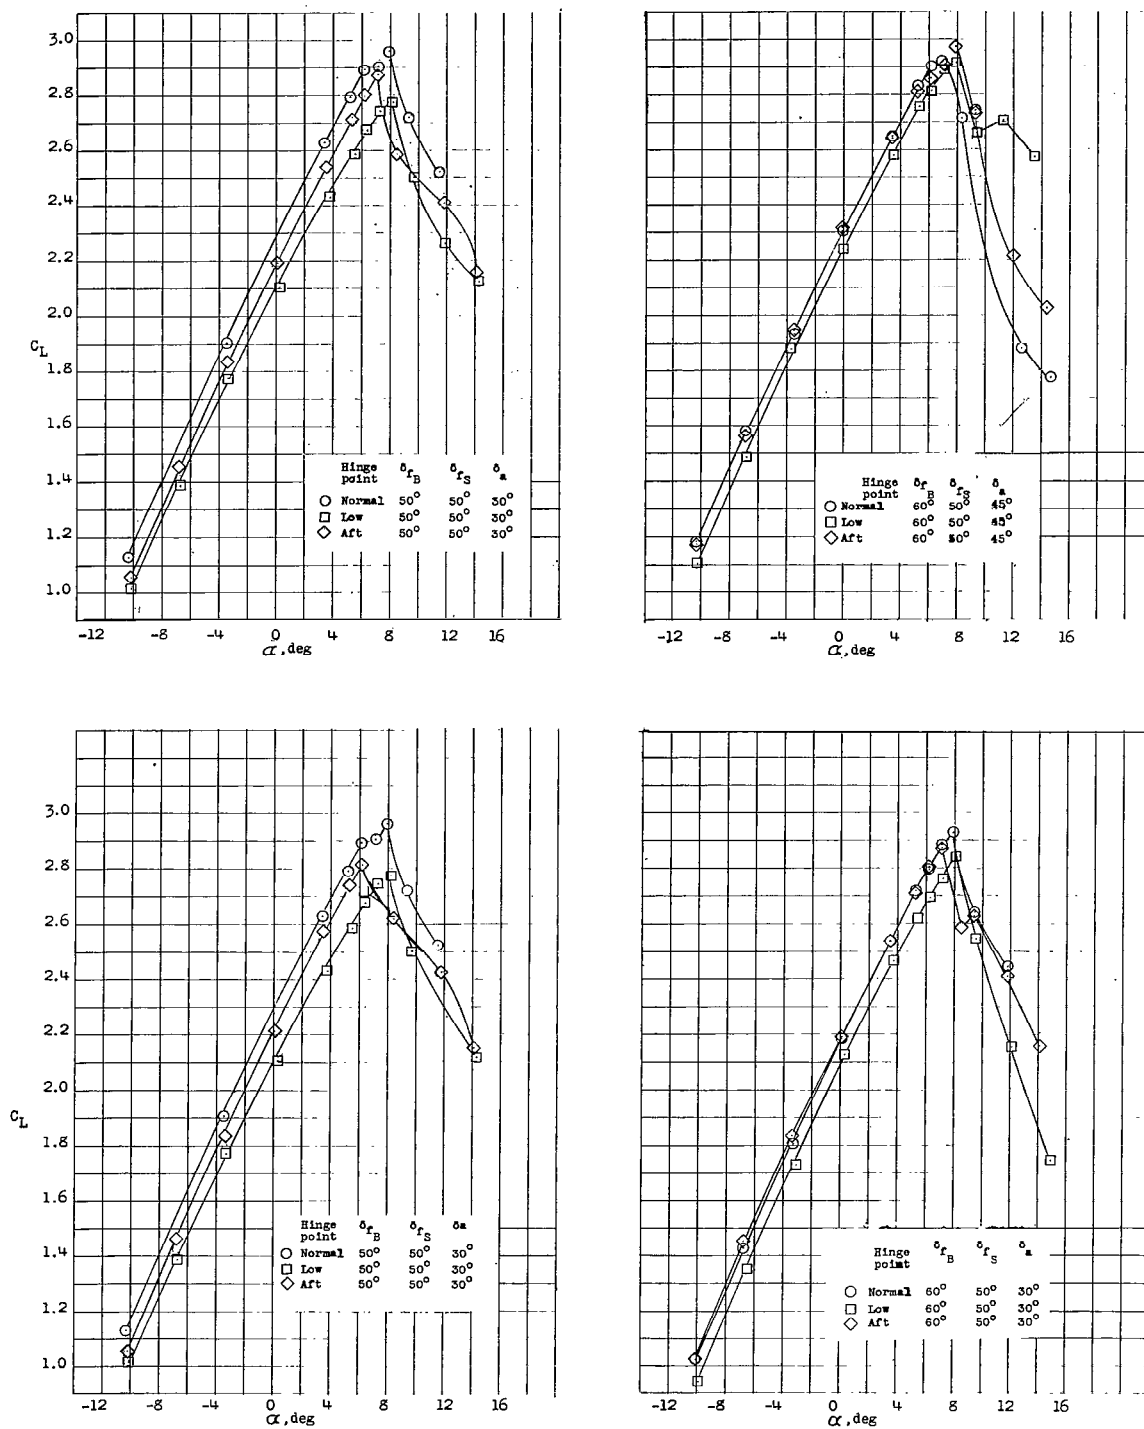 3.0
2.8
2.6
2.4
2.2
2.0
C_L
1.8
1.6
1.4
1.2
1.0
Hinge point δ_fB δ_fS δ_a
Normal 50° 50° 30°
Low 50° 50° 30°
Aft 50° 50° 30°
-12 -8 -4 0 4 8 12 16
α, deg
Hinge point δ_fB δ_fS δ_a
Normal 60° 50° 45°
Low 60° 50° 45°
Aft 60° 50° 45°
-12 -8 -4 0 4 8 12 16
α, deg
3.0
2.8
2.6
2.4
2.2
2.0
C_L
1.8
1.6
1.4
1.2
1.0
Hinge point δ_fB δ_fS δa
Normal 50° 50° 30°
Low 50° 50° 30°
Aft 50° 50° 30°
-12 -8 -4 0 4 8 12 16
α, deg
Hinge point δ_fB δ_fS δ_a
Normal 60° 50° 30°
Low 60° 50° 30°
Aft 60° 50° 30°
-12 -8 -4 0 4 8 12 16
α, deg